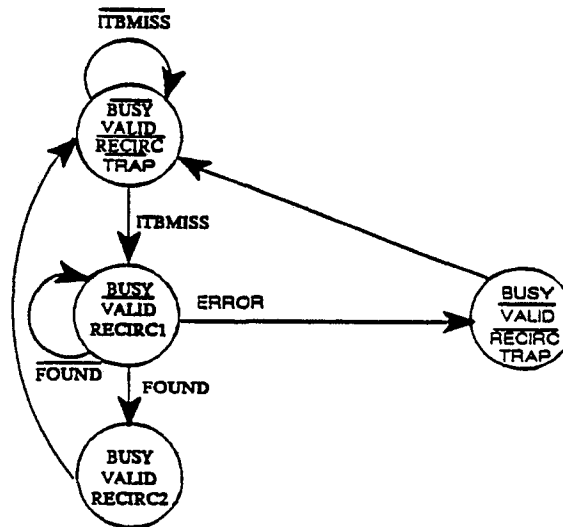 ITBMISS
BUSY
VALID
RECIRC
TRAP
ITBMISS
BUSY
VALID
RECIRC1
ERROR
BUSY
VALID
RECIRC
TRAP
FOUND
FOUND
BUSY
VALID
RECIRC2